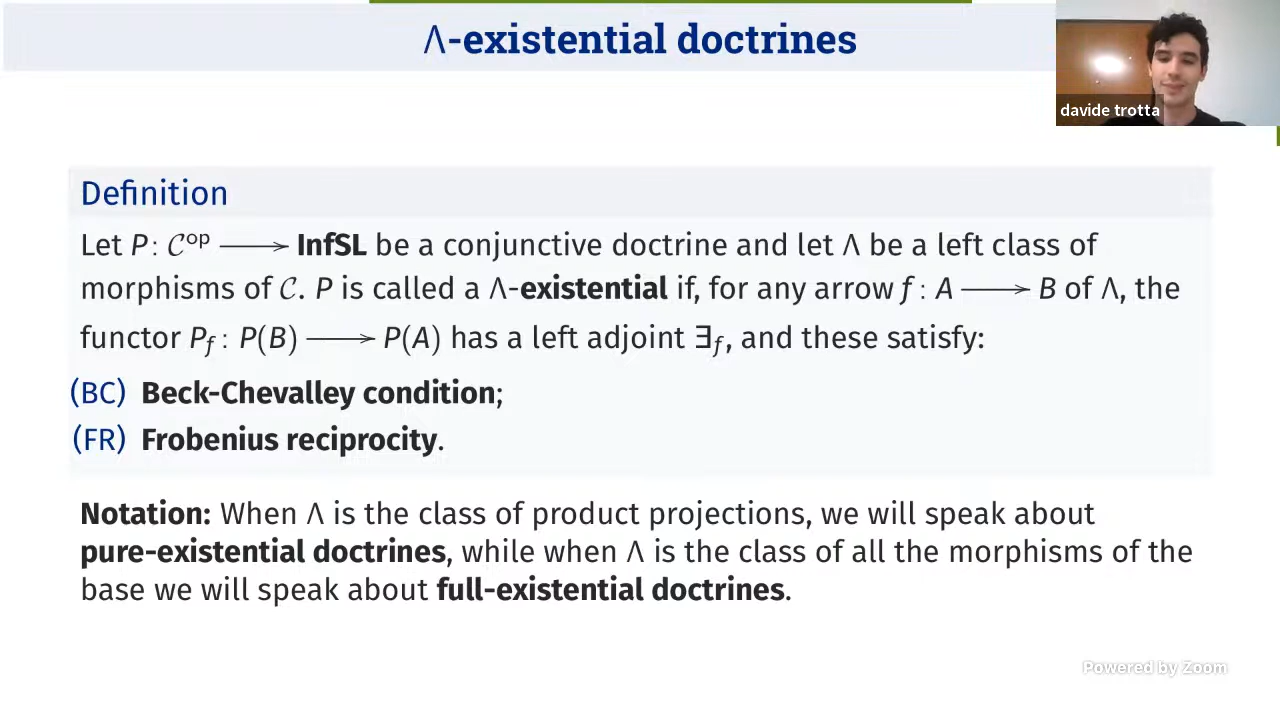 Λ-existential doctrines
davide trotta
Definition
Let P: 𝒞ᵒᵖ ⟶ InfSL be a conjunctive doctrine and let Λ be a left class of
morphisms of 𝒞. P is called a Λ-existential if, for any arrow f : A ⟶ B of Λ, the
functor P_f : P(B) ⟶ P(A) has a left adjoint ∃_f, and these satisfy:
(BC) Beck-Chevalley condition;
(FR) Frobenius reciprocity.
Notation: When Λ is the class of product projections, we will speak about
pure-existential doctrines, while when Λ is the class of all the morphisms of the
base we will speak about full-existential doctrines.
Powered by Zoom